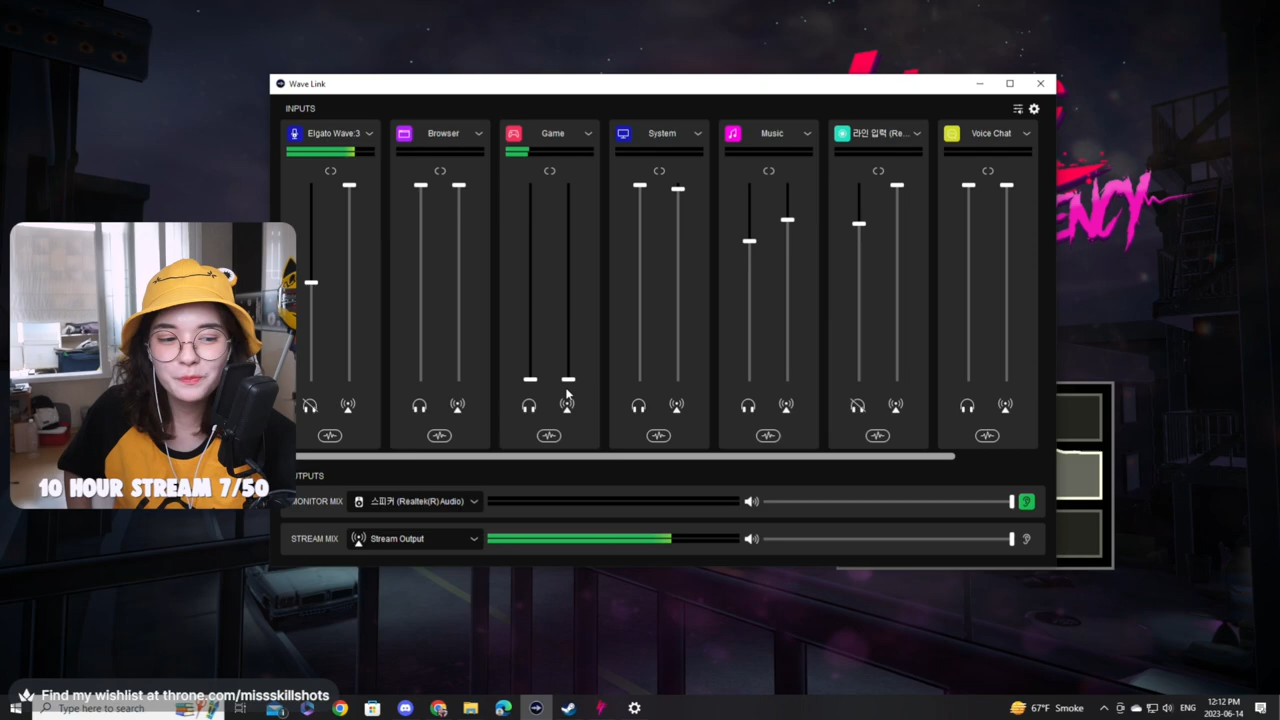 Wave Link
INPUTS
Elgato Wave:3
Browser
Game
System
Music
라인 입력 (Re...
Voice Chat
ENCY
10 HOUR STREAM 7/50
UTPUTS
MONITOR MIX
스피커 (Realtek(R) Audio)
STREAM MIX
Stream Output
Find my wishlist at throne.com/missskillshots
Type here to search
67°F Smoke
ENG
12:12 PM
2023-06-14